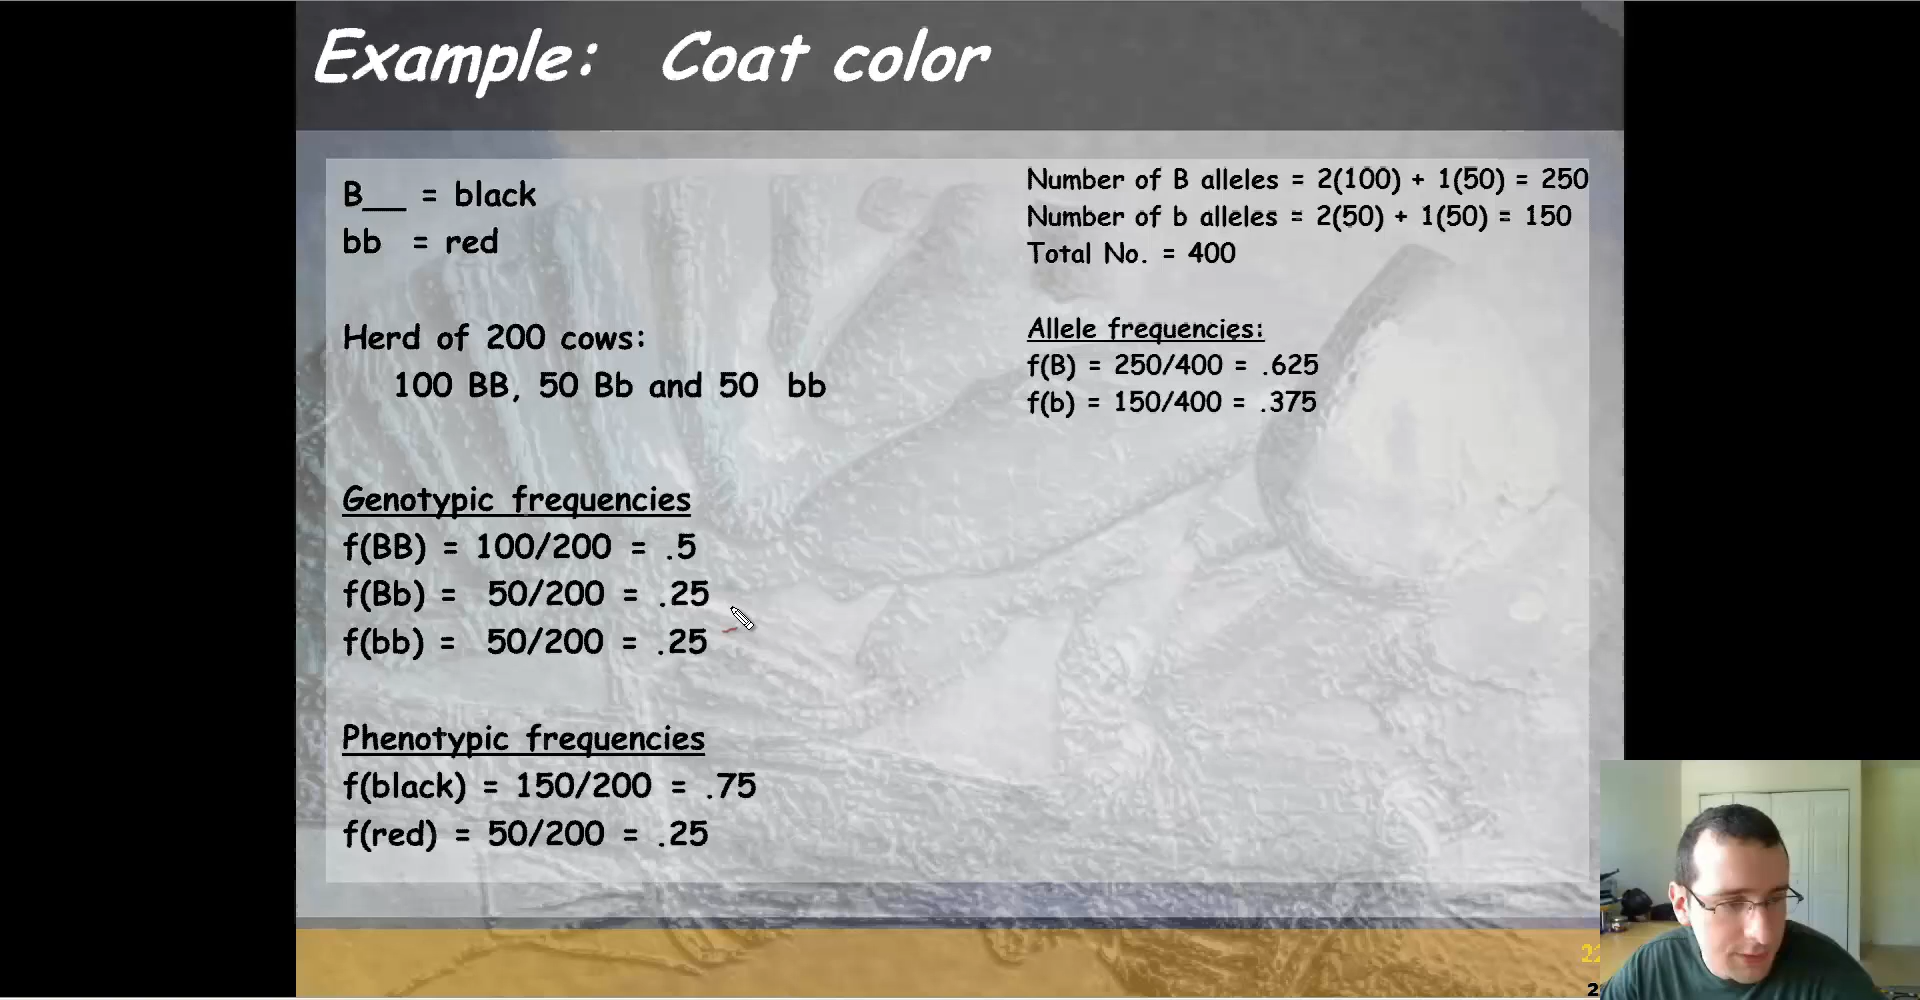 Example: Coat color
B__ = black
bb = red
Herd of 200 cows:
100 BB, 50 Bb and 50 bb
Genotypic frequencies
f(BB) = 100/200 = .5
f(Bb) = 50/200 = .25
f(bb) = 50/200 = .25
Phenotypic frequencies
f(black) = 150/200 = .75
f(red) = 50/200 = .25
Number of B alleles = 2(100) + 1(50) = 250
Number of b alleles = 2(50) + 1(50) = 150
Total No. = 400
Allele frequencies:
f(B) = 250/400 = .625
f(b) = 150/400 = .375